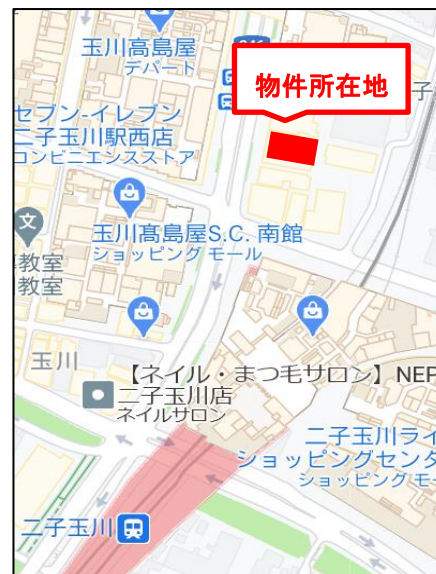 玉川高島屋
デパート
246
物件所在地
子
セブン-イレブン
二子玉川駅西店
コンビニエンスストア
文
教室
教室
玉川髙島屋S.C. 南館
ショッピング モール
玉川
【ネイル・まつ毛サロン】NEP
二子玉川店
ネイルサロン
二子玉川ライ
ショッピングセンタ
ショッピング モー
二子玉川